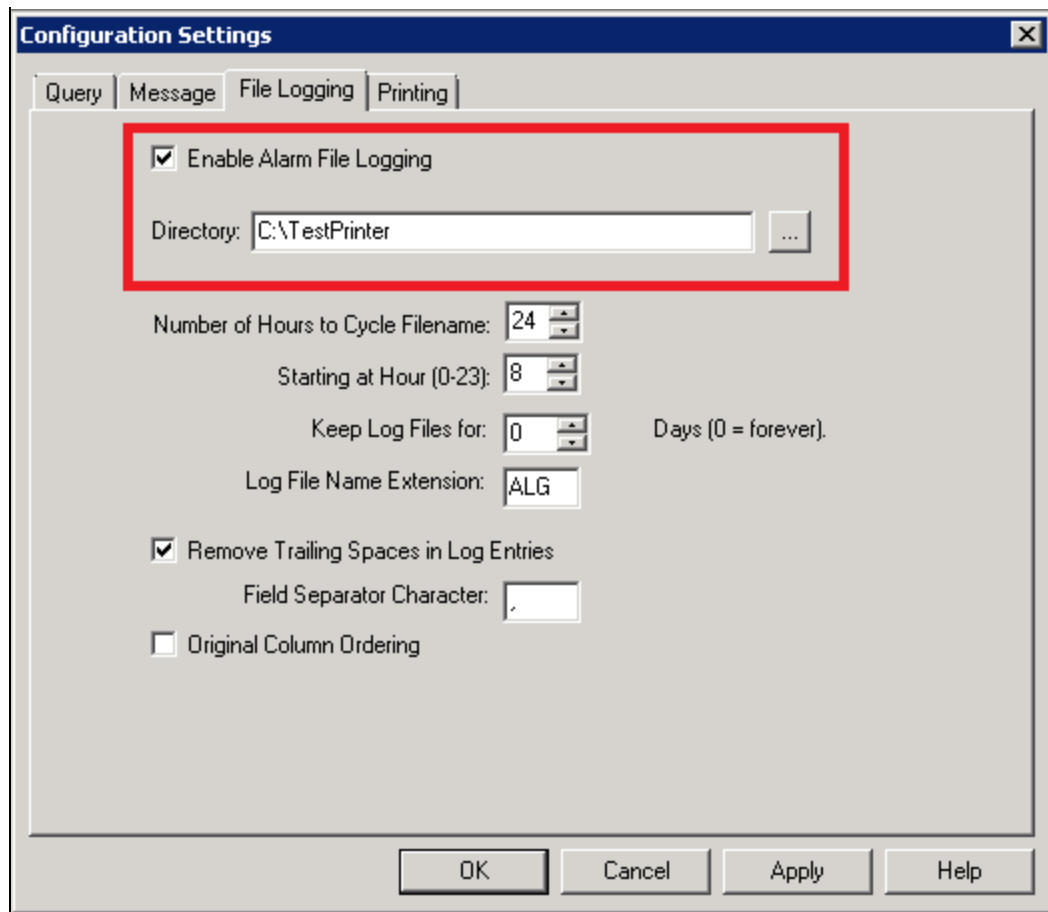 Configuration Settings
Query Message File Logging Printing
Enable Alarm File Logging
Directory: C:\TestPrinter ...
Number of Hours to Cycle Filename: 24
Starting at Hour (0-23): 8
Keep Log Files for: 0 Days (0 = forever).
Log File Name Extension: ALG
Remove Trailing Spaces in Log Entries
Field Separator Character: ,
Original Column Ordering
OK Cancel Apply Help